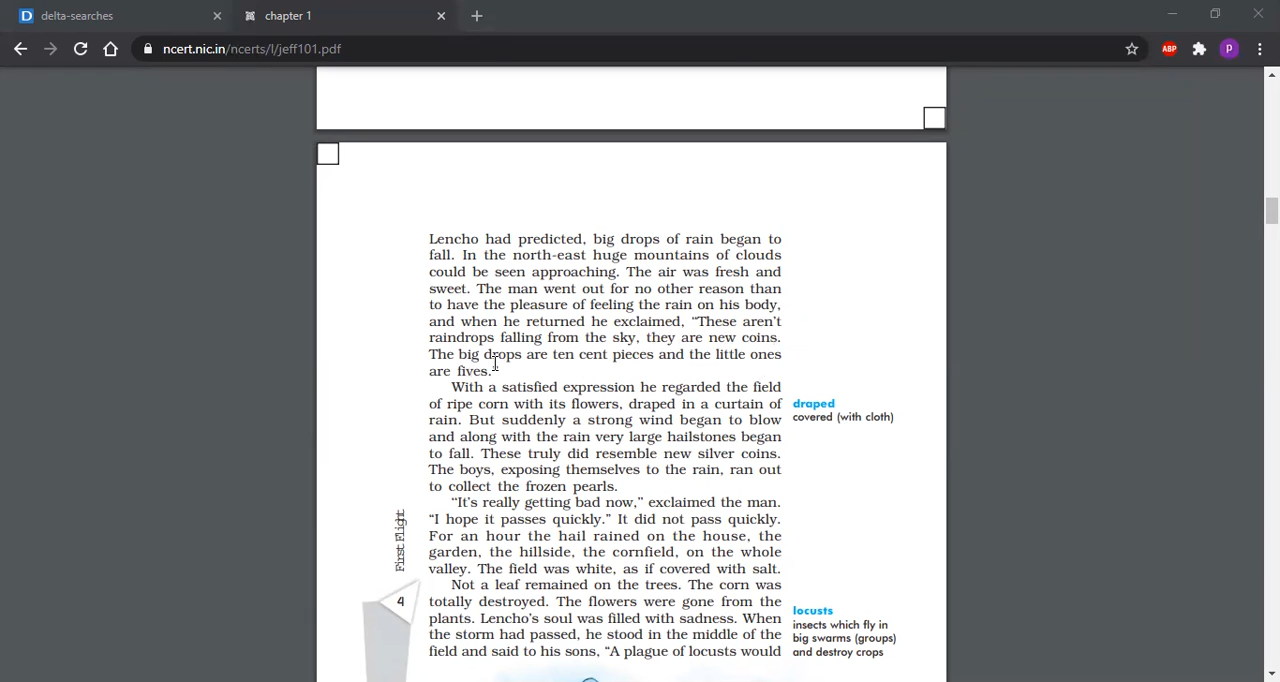 delta-searches
chapter 1
ncert.nic.in/ncerts/l/jeff101.pdf
ABP
P
Lencho had predicted, big drops of rain began to
fall. In the north-east huge mountains of clouds
could be seen approaching. The air was fresh and
sweet. The man went out for no other reason than
to have the pleasure of feeling the rain on his body,
and when he returned he exclaimed, “These aren’t
raindrops falling from the sky, they are new coins.
The big drops are ten cent pieces and the little ones
are fives.”
With a satisfied expression he regarded the field
of ripe corn with its flowers, draped in a curtain of
rain. But suddenly a strong wind began to blow
and along with the rain very large hailstones began
to fall. These truly did resemble new silver coins.
The boys, exposing themselves to the rain, ran out
to collect the frozen pearls.
“It’s really getting bad now,” exclaimed the man.
“I hope it passes quickly.” It did not pass quickly.
For an hour the hail rained on the house, the
garden, the hillside, the cornfield, on the whole
valley. The field was white, as if covered with salt.
Not a leaf remained on the trees. The corn was
totally destroyed. The flowers were gone from the
plants. Lencho’s soul was filled with sadness. When
the storm had passed, he stood in the middle of the
field and said to his sons, “A plague of locusts would
draped
covered (with cloth)
locusts
insects which fly in
big swarms (groups)
and destroy crops
First Flight
4